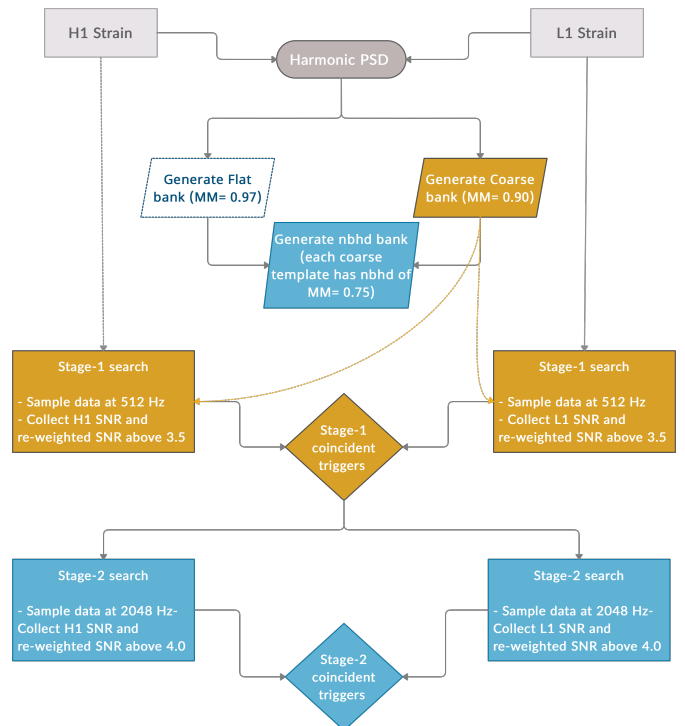 H1 Strain
L1 Strain
Harmonic PSD
Generate Flat
bank (MM= 0.97)
Generate Coarse
bank (MM= 0.90)
Generate nbhd bank
(each coarse
template has nbhd of
MM= 0.75)
Stage-1 search
- Sample data at 512 Hz
- Collect H1 SNR and
re-weighted SNR above 3.5
Stage-1 search
- Sample data at 512 Hz
- Collect L1 SNR and
re-weighted SNR above 3.5
Stage-1
coincident
triggers
Stage-2 search
- Sample data at 2048 Hz-
Collect H1 SNR and
re-weighted SNR above 4.0
Stage-2 search
- Sample data at 2048 Hz-
Collect L1 SNR and
re-weighted SNR above 4.0
Stage-2
coincident
triggers